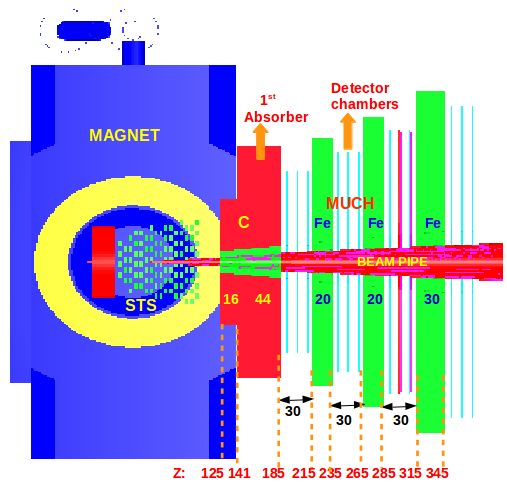 1st
Absorber
Detector
chambers
MAGNET
MUCH
C
Fe
Fe
Fe
BEAM PIPE
STS
16
44
20
20
30
30
30
30
Z: 125 141 185 215 235 265 285 315 345